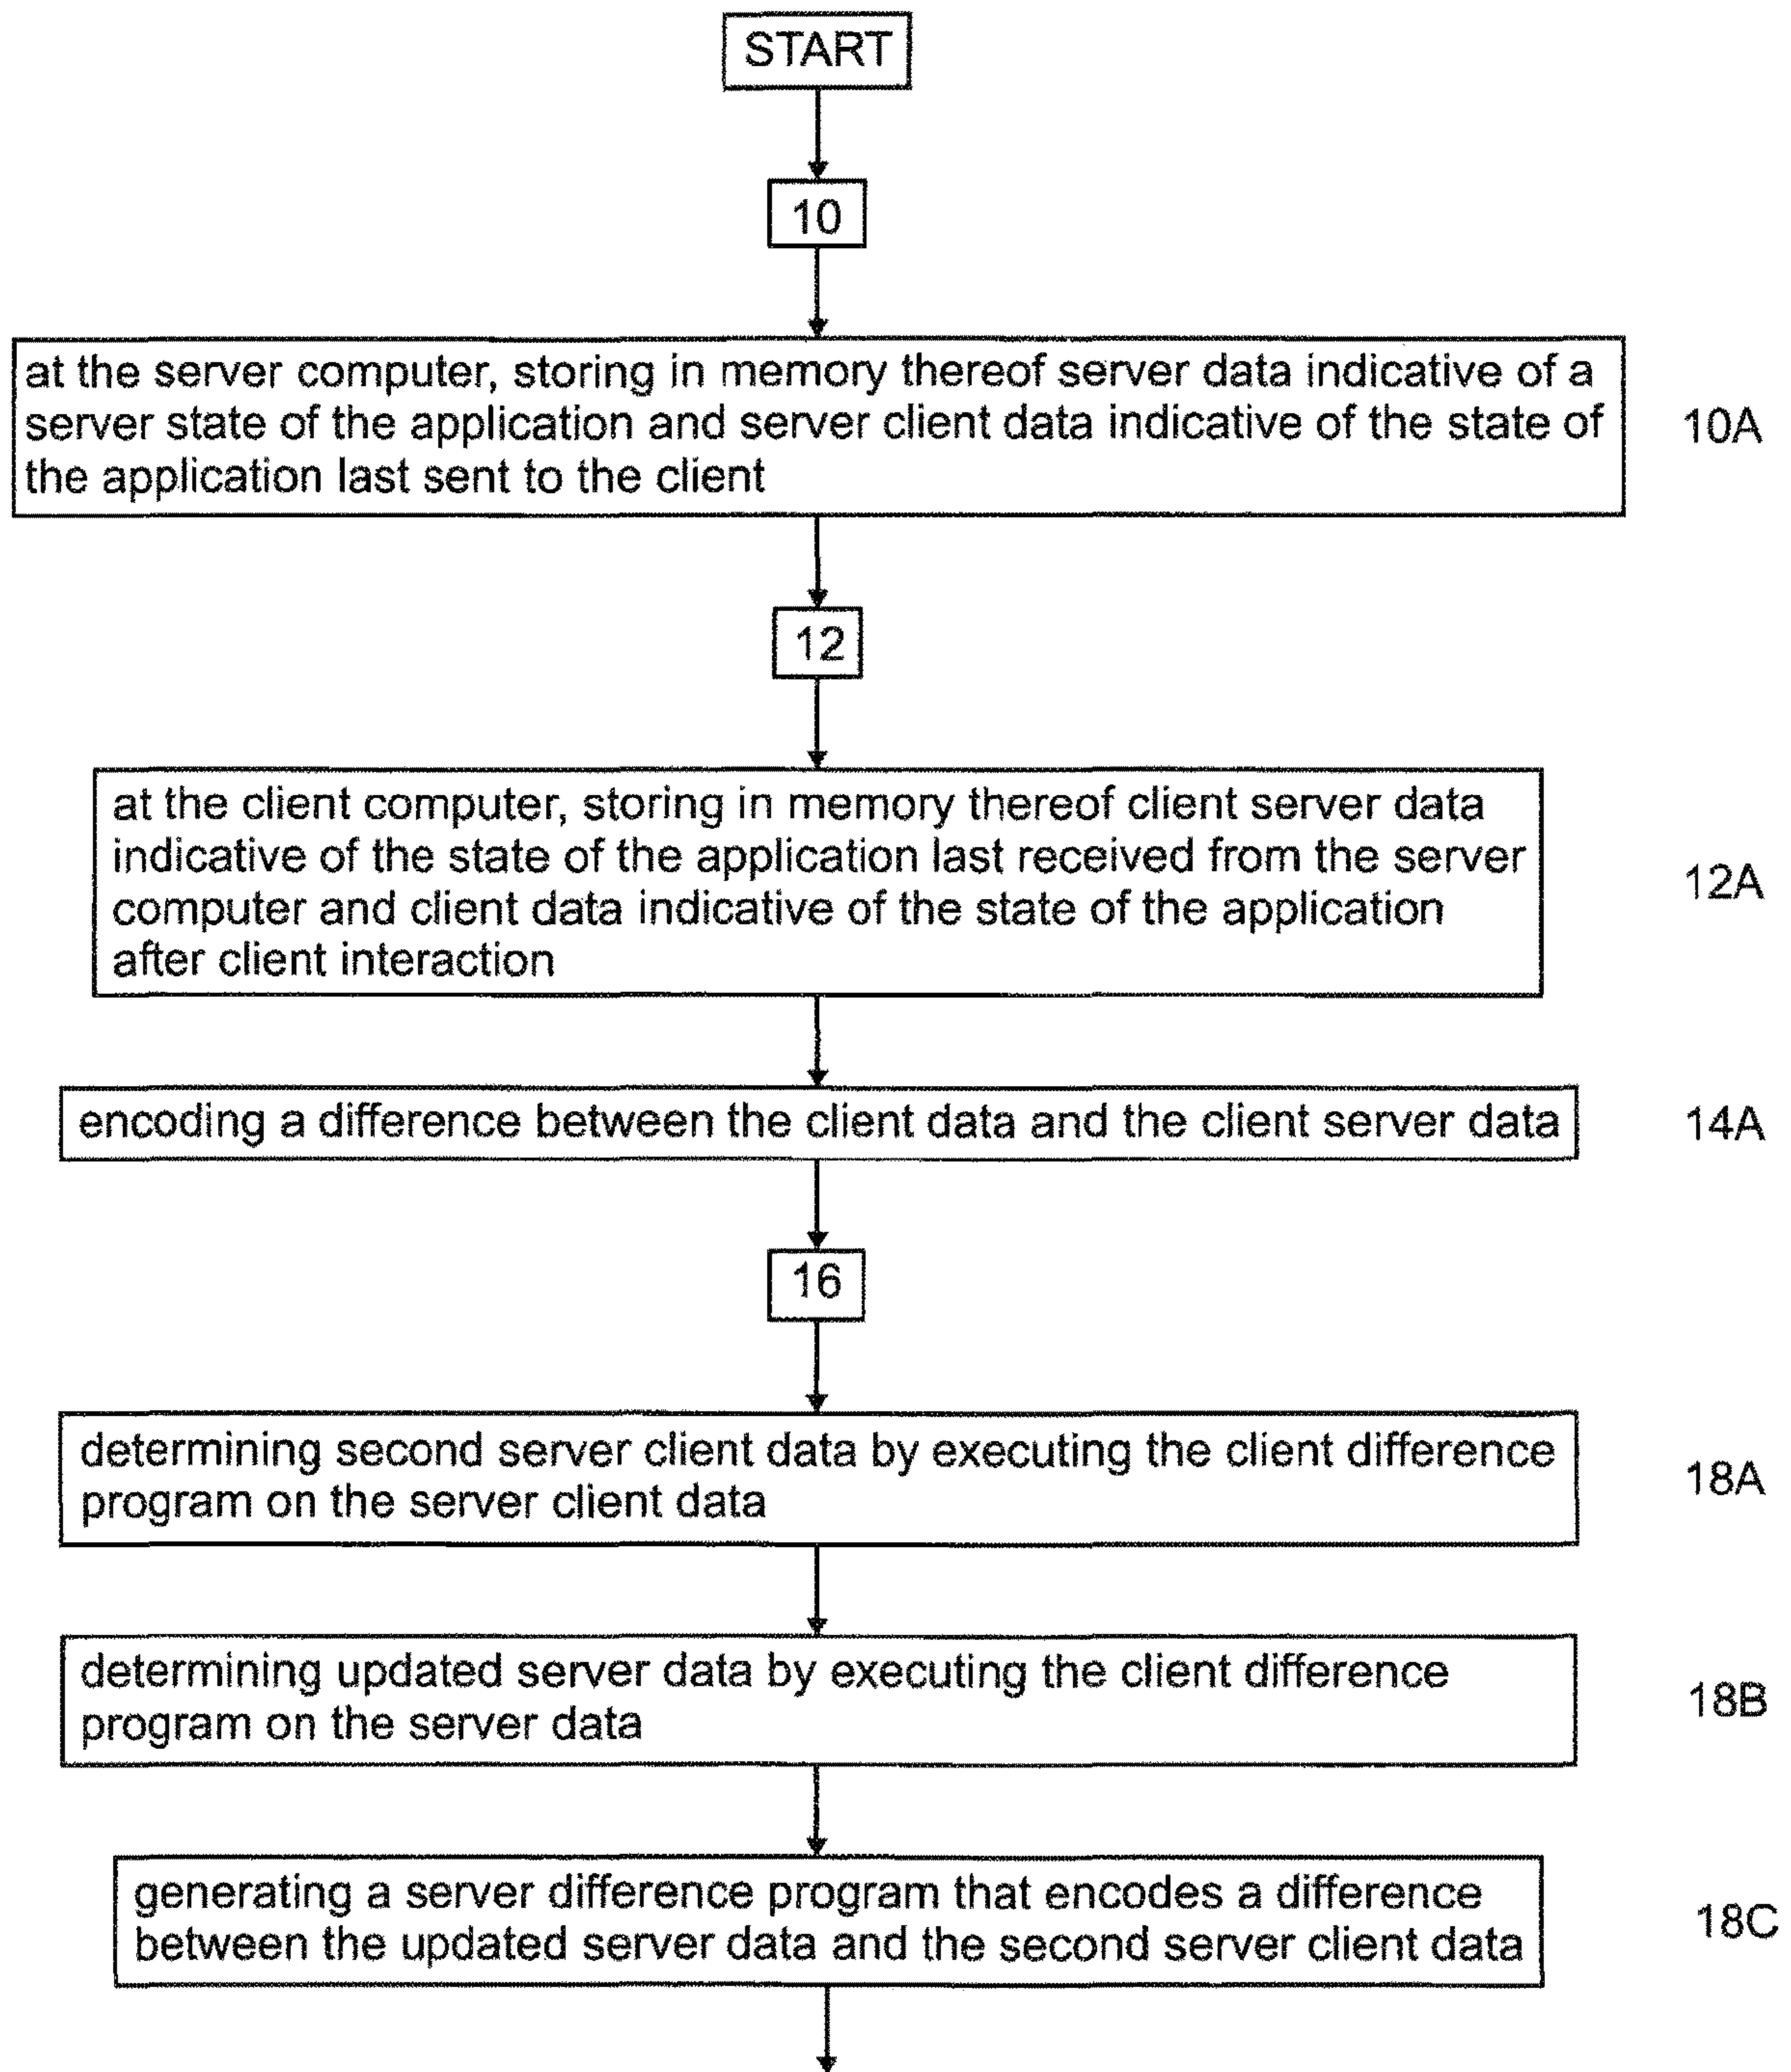 START
10
at the server computer, storing in memory thereof server data indicative of a
server state of the application and server client data indicative of the state of
the application last sent to the client
10A
12
at the client computer, storing in memory thereof client server data
indicative of the state of the application last received from the server
computer and client data indicative of the state of the application
after client interaction
12A
encoding a difference between the client data and the client server data
14A
16
determining second server client data by executing the client difference
program on the server client data
18A
determining updated server data by executing the client difference
program on the server data
18B
generating a server difference program that encodes a difference
between the updated server data and the second server client data
18C